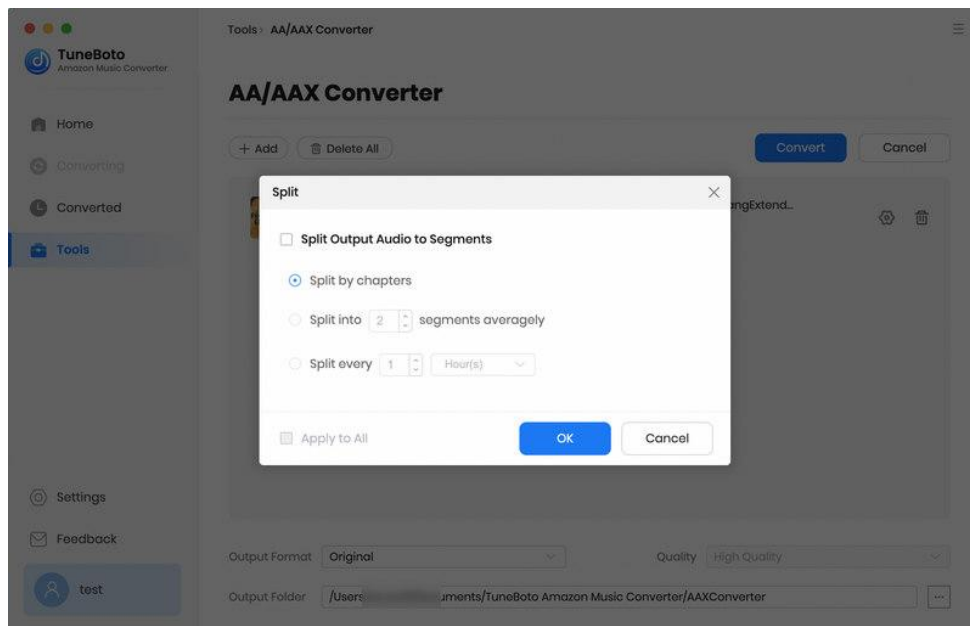 TuneBoto
Amazon Music Converter
Tools › AA/AAX Converter
AA/AAX Converter
Home
Converting
Converted
Tools
+ Add
Delete All
Convert
Cancel
Split
Split Output Audio to Segments
Split by chapters
Split into 2 segments averagely
Split every 1 Hour(s)
Apply to All
OK
Cancel
Settings
Feedback
test
Output Format Original
Quality High Quality
Output Folder /Users uments/TuneBoto Amazon Music Converter/AAXConverter
...